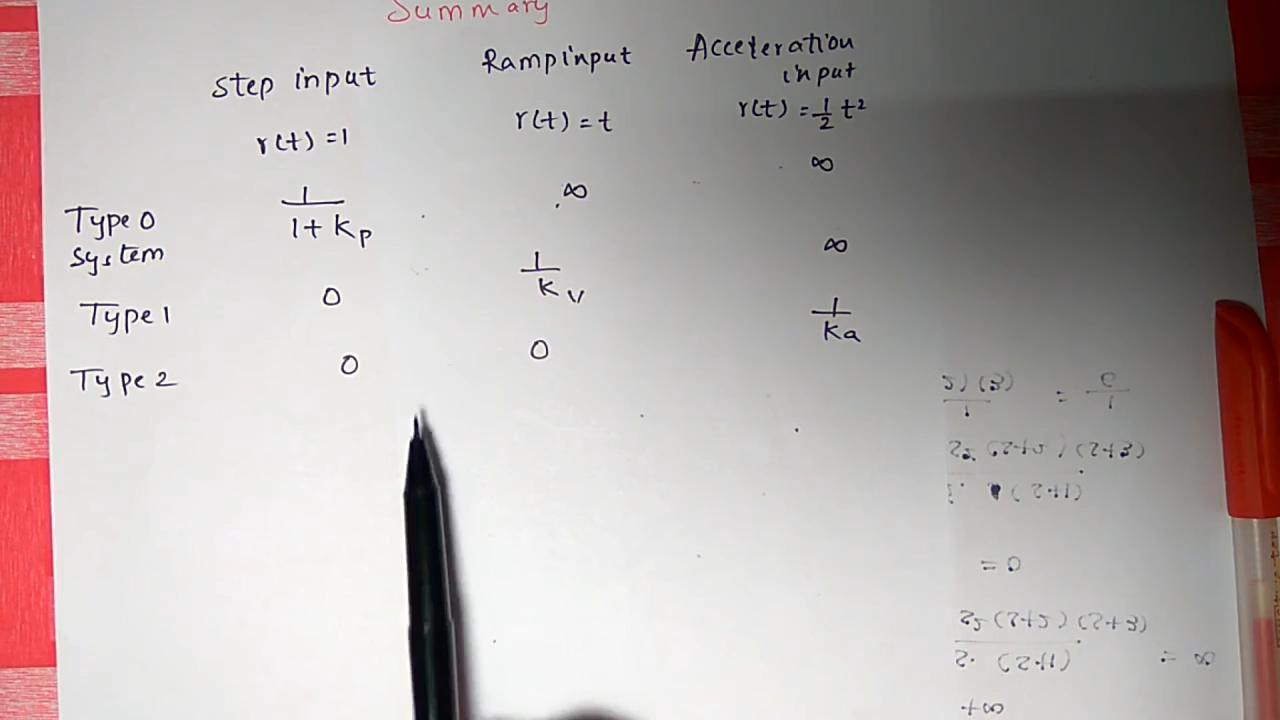 Summary
Step input Ramp input Acceleration input
r(t) = 1 r(t) = t r(t) = 1/2 t²
Type 0 System 1/(1 + Kp) ∞ ∞
Type 1 0 1/Kv ∞
Type 2 0 0 1/Ka